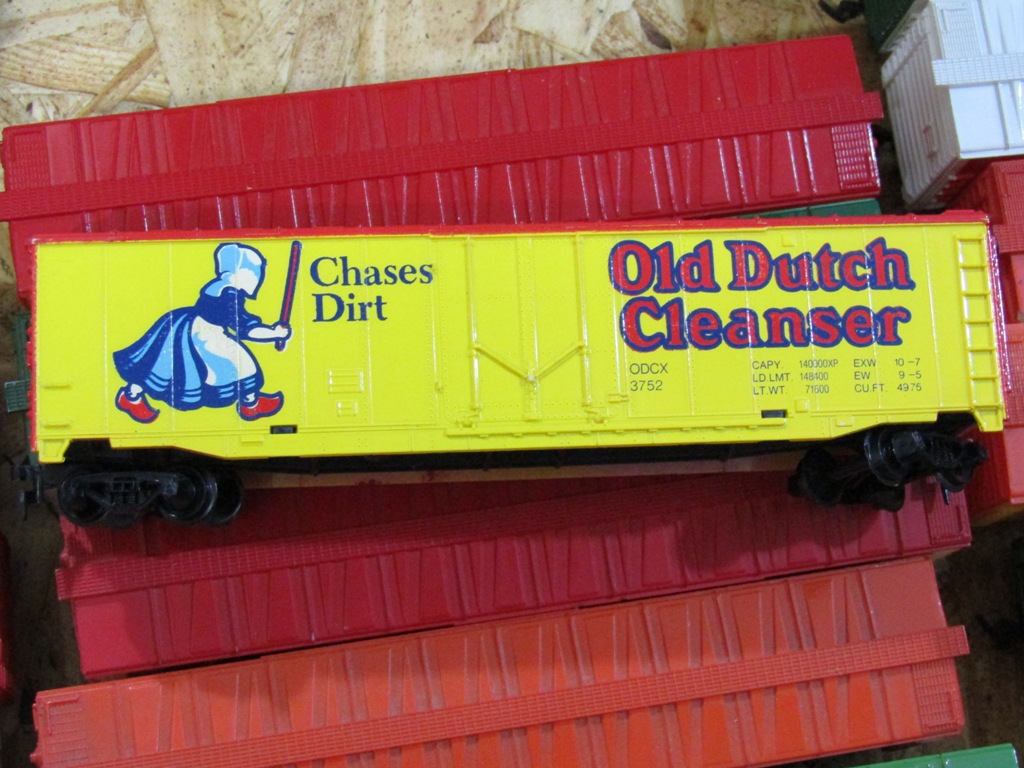 Chases
Dirt
Old Dutch
Cleanser
ODCX
3752
CAPY. 140000XP EXW 10-7
LD.LMT. 148400 EW 9-5
LT.WT. 71600 CU.FT. 4975